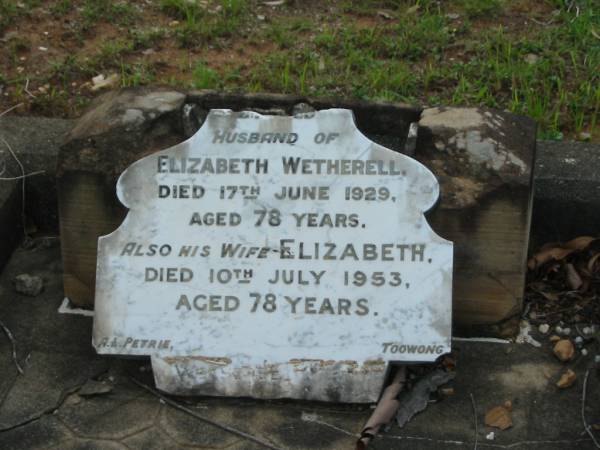 HUSBAND OF
ELIZABETH WETHERELL,
DIED 17TH JUNE 1929,
AGED 78 YEARS.
ALSO HIS WIFE-ELIZABETH,
DIED 10TH JULY 1953,
AGED 78 YEARS.
A.L PETRIE,
TOOWONG